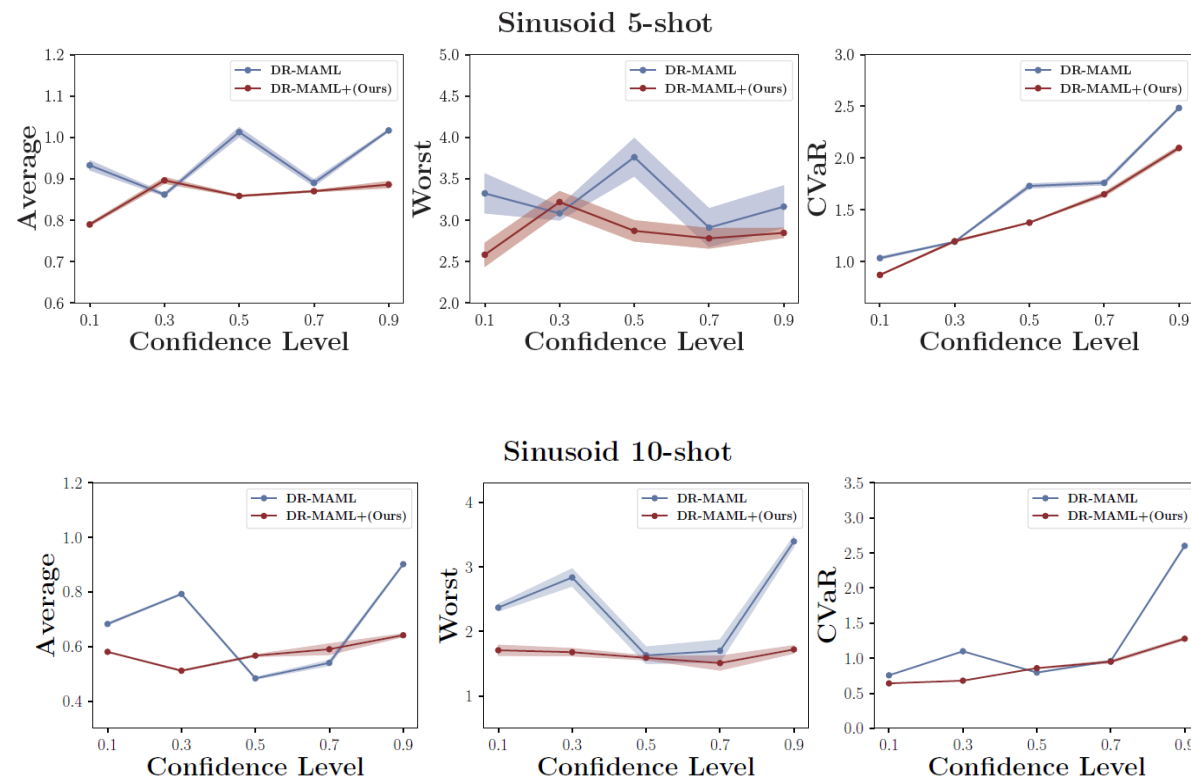 Sinusoid 5-shot
Average
1.2
1.1
1.0
0.9
0.8
0.7
0.6
DR-MAML
DR-MAML+(Ours)
0.1 0.3 0.5 0.7 0.9
Confidence Level
Worst
5.0
4.5
4.0
3.5
3.0
2.5
2.0
DR-MAML
DR-MAML+(Ours)
0.1 0.3 0.5 0.7 0.9
Confidence Level
CVaR
3.0
2.5
2.0
1.5
1.0
DR-MAML
DR-MAML+(Ours)
0.1 0.3 0.5 0.7 0.9
Confidence Level
Sinusoid 10-shot
Average
1.2
1.0
0.8
0.6
0.4
DR-MAML
DR-MAML+(Ours)
0.1 0.3 0.5 0.7 0.9
Confidence Level
Worst
4
3
2
1
DR-MAML
DR-MAML+(Ours)
0.1 0.3 0.5 0.7 0.9
Confidence Level
CVaR
3.5
3.0
2.5
2.0
1.5
1.0
0.5
0.0
DR-MAML
DR-MAML+(Ours)
0.1 0.3 0.5 0.7 0.9
Confidence Level